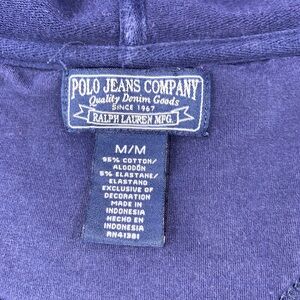 POLO JEANS COMPANY
Quality Denim Goods
SINCE 1967
RALPH LAUREN MFG.
M/M
95% COTTON/
ALGODÓN
5% ELASTANE/
ELASTANO
EXCLUSIVE OF
DECORATION
MADE IN
INDONESIA
HECHO EN
INDONESIA
RN41381